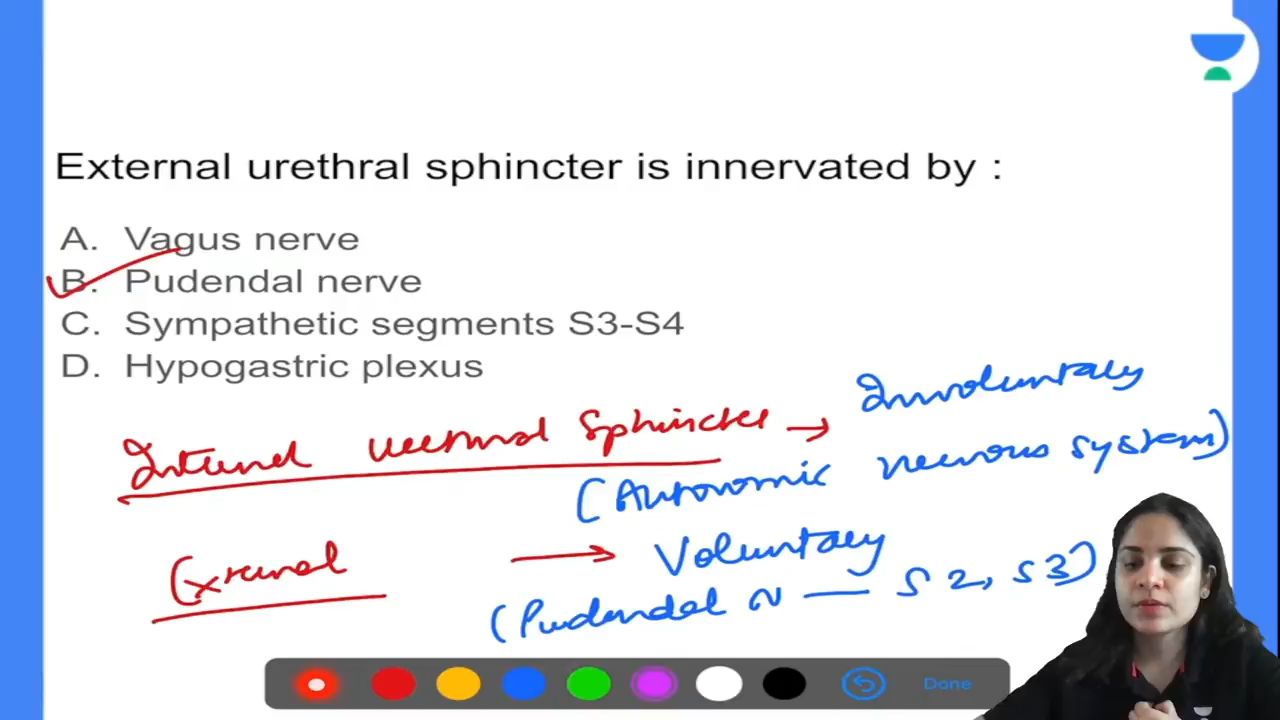 External urethral sphincter is innervated by :
A. Vagus nerve
B. Pudendal nerve
C. Sympathetic segments S3-S4
D. Hypogastric plexus
Internal urethral Sphincter → Involuntary
(Autonomic nervous system)
External → Voluntary
(Pudendal N — S2, S3)
Done